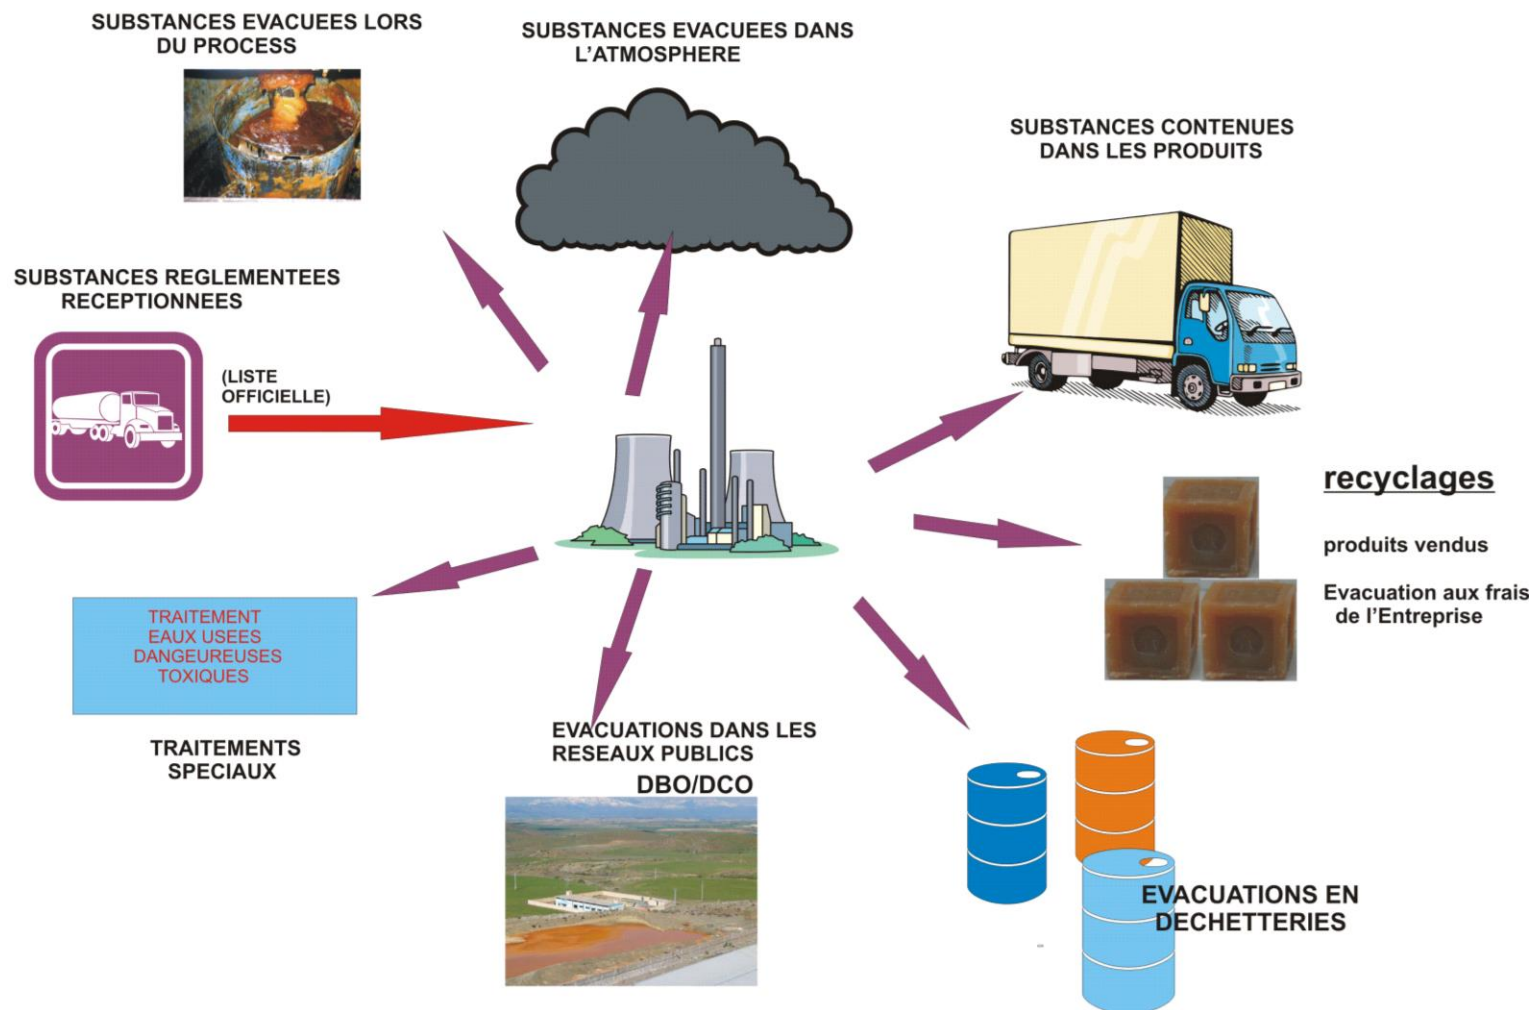 SUBSTANCES EVACUEES LORS
DU PROCESS
SUBSTANCES EVACUEES DANS
L'ATMOSPHERE
SUBSTANCES CONTENUES
DANS LES PRODUITS
SUBSTANCES REGLEMENTEES
RECEPTIONNEES
(LISTE
OFFICIELLE)
recyclages
produits vendus
Evacuation aux frais
de l'Entreprise
TRAITEMENT
EAUX USEES
DANGEUREUSES
TOXIQUES
TRAITEMENTS
SPECIAUX
EVACUATIONS DANS LES
RESEAUX PUBLICS
DBO/DCO
EVACUATIONS EN
DECHETTERIES